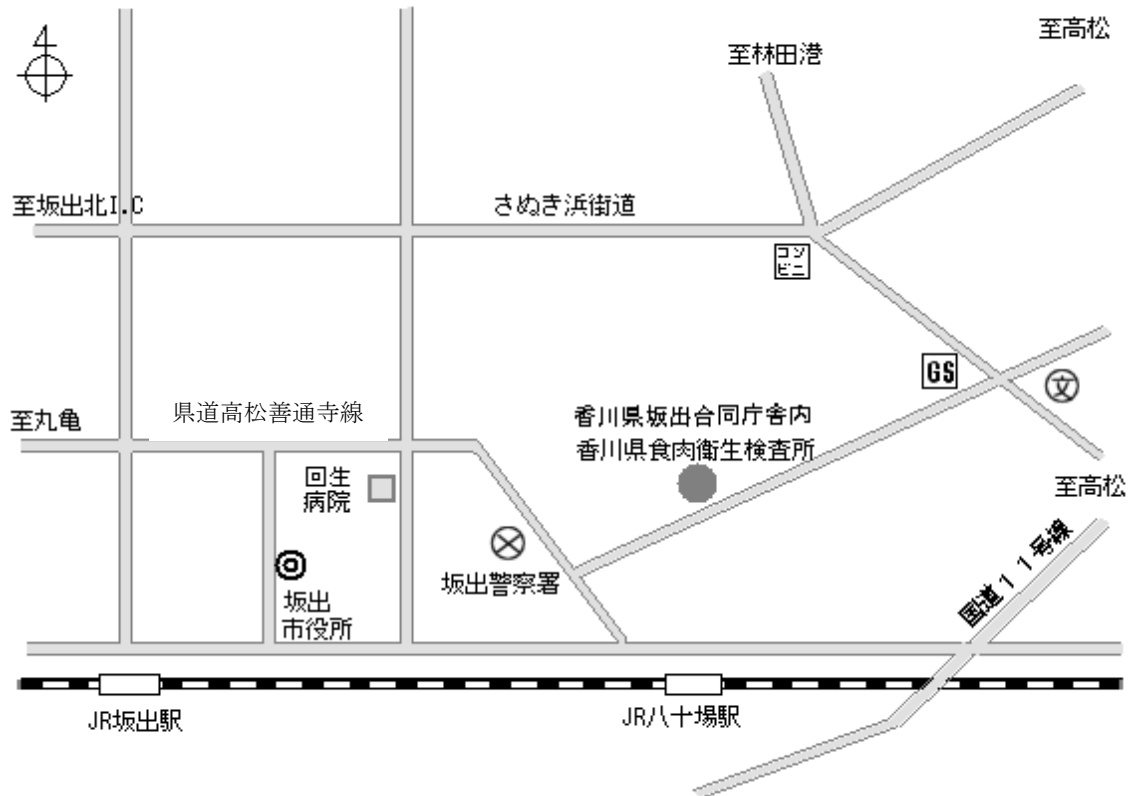 至高松
至林田港
至坂出北I.C
さぬき浜街道
コンビニ
GS
文
県道高松善通寺線
至丸亀
香川県坂出合同庁舎内
香川県食肉衛生検査所
回生
病院
至高松
国道11号線
坂出警察署
坂出
市役所
JR坂出駅
JR八十場駅